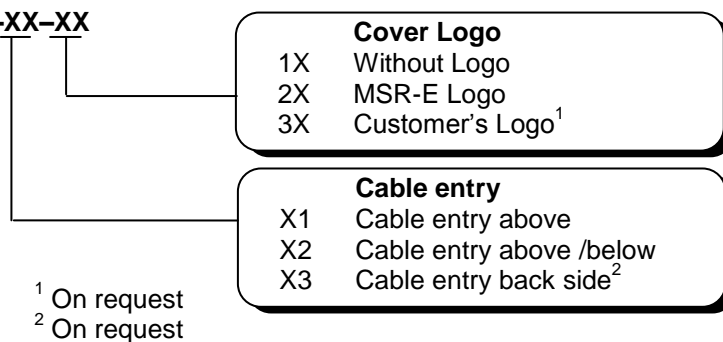 -XX–XX
Cover Logo
1X Without Logo
2X MSR-E Logo
3X Customer's Logo¹
Cable entry
X1 Cable entry above
X2 Cable entry above /below
X3 Cable entry back side²
¹ On request
² On request